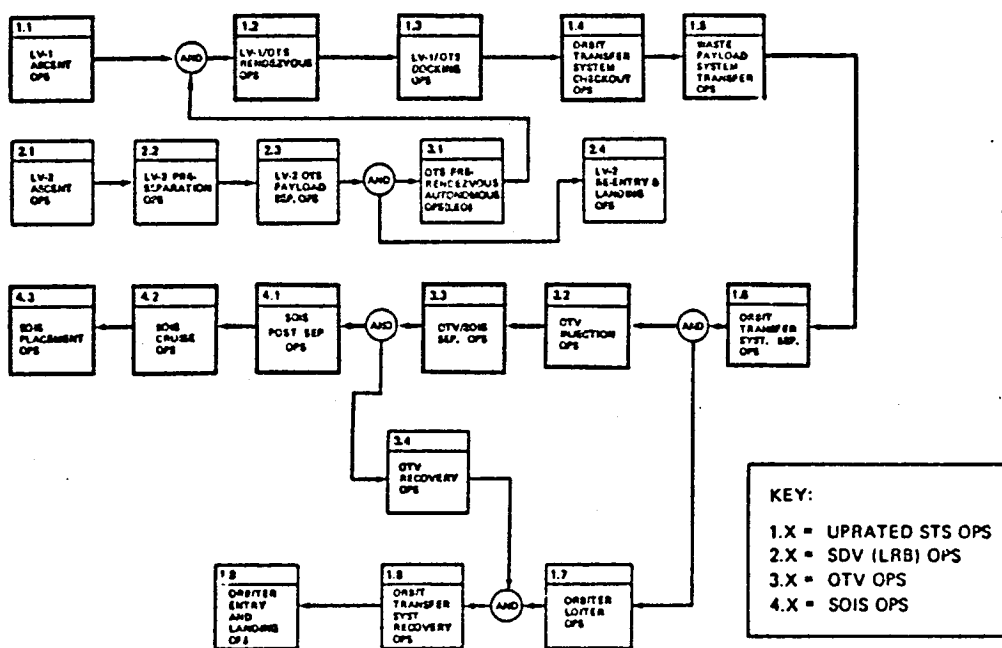 1.1
LV-1
ASCENT
OPS
AND
1.2
LV-1/OTS
RENDEZVOUS
OPS
1.3
LV-1/OTS
DOCKING
OPS
1.4
ORBIT
TRANSFER
SYSTEM
CHECKOUT
OPS
1.5
WASTE
PAYLOAD
SYSTEM
TRANSFER
OPS
2.1
LV-2
ASCENT
OPS
2.2
LV-2 PRE-
SEPARATION
OPS
2.3
LV-2 OTS
PAYLOAD
SEP. OPS
AND
3.1
OTS PRE-
RENDEZVOUS
AUTONOMOUS
OPS(LEO)
2.4
LV-2
RE-ENTRY &
LANDING
OPS
4.3
SOIS
PLACEMENT
OPS
4.2
SOIS
CRUISE
OPS
4.1
SOIS
POST SEP
OPS
AND
3.3
OTV/SOIS
SEP. OPS
3.2
OTV
INJECTION
OPS
AND
1.6
ORBIT
TRANSFER
SYST. SEP.
OPS
3.4
OTV
RECOVERY
OPS
ORBITER
ENTRY
AND
LANDING
OPS
1.8
ORBIT
TRANSFER
SYST
RECOVERY
OPS
AND
1.7
ORBITER
LOITER
OPS
KEY:
1.X = UPRATED STS OPS
2.X = SDV (LRB) OPS
3.X = OTV OPS
4.X = SOIS OPS